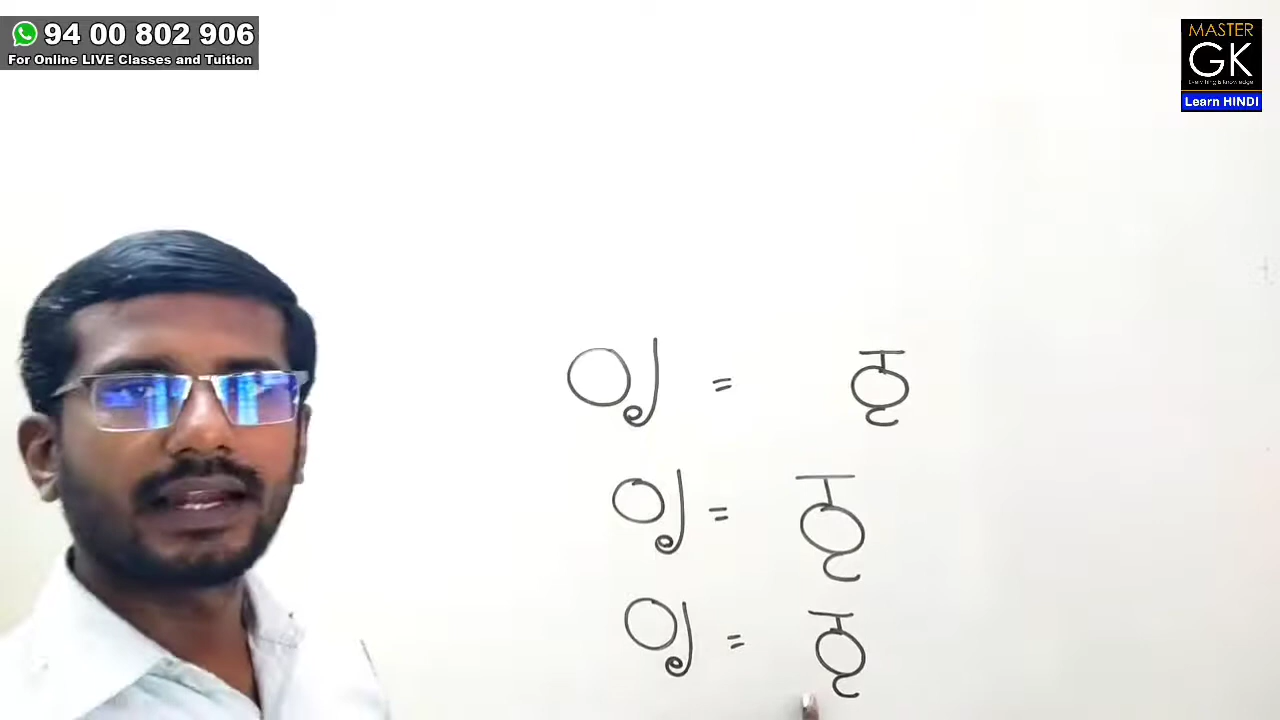 94 00 802 906
For Online LIVE Classes and Tuition
MASTER
GK
Learn HINDI
ഠൃ = ठृ
ഠൃ = ठृ
ഠൃ = ठृ